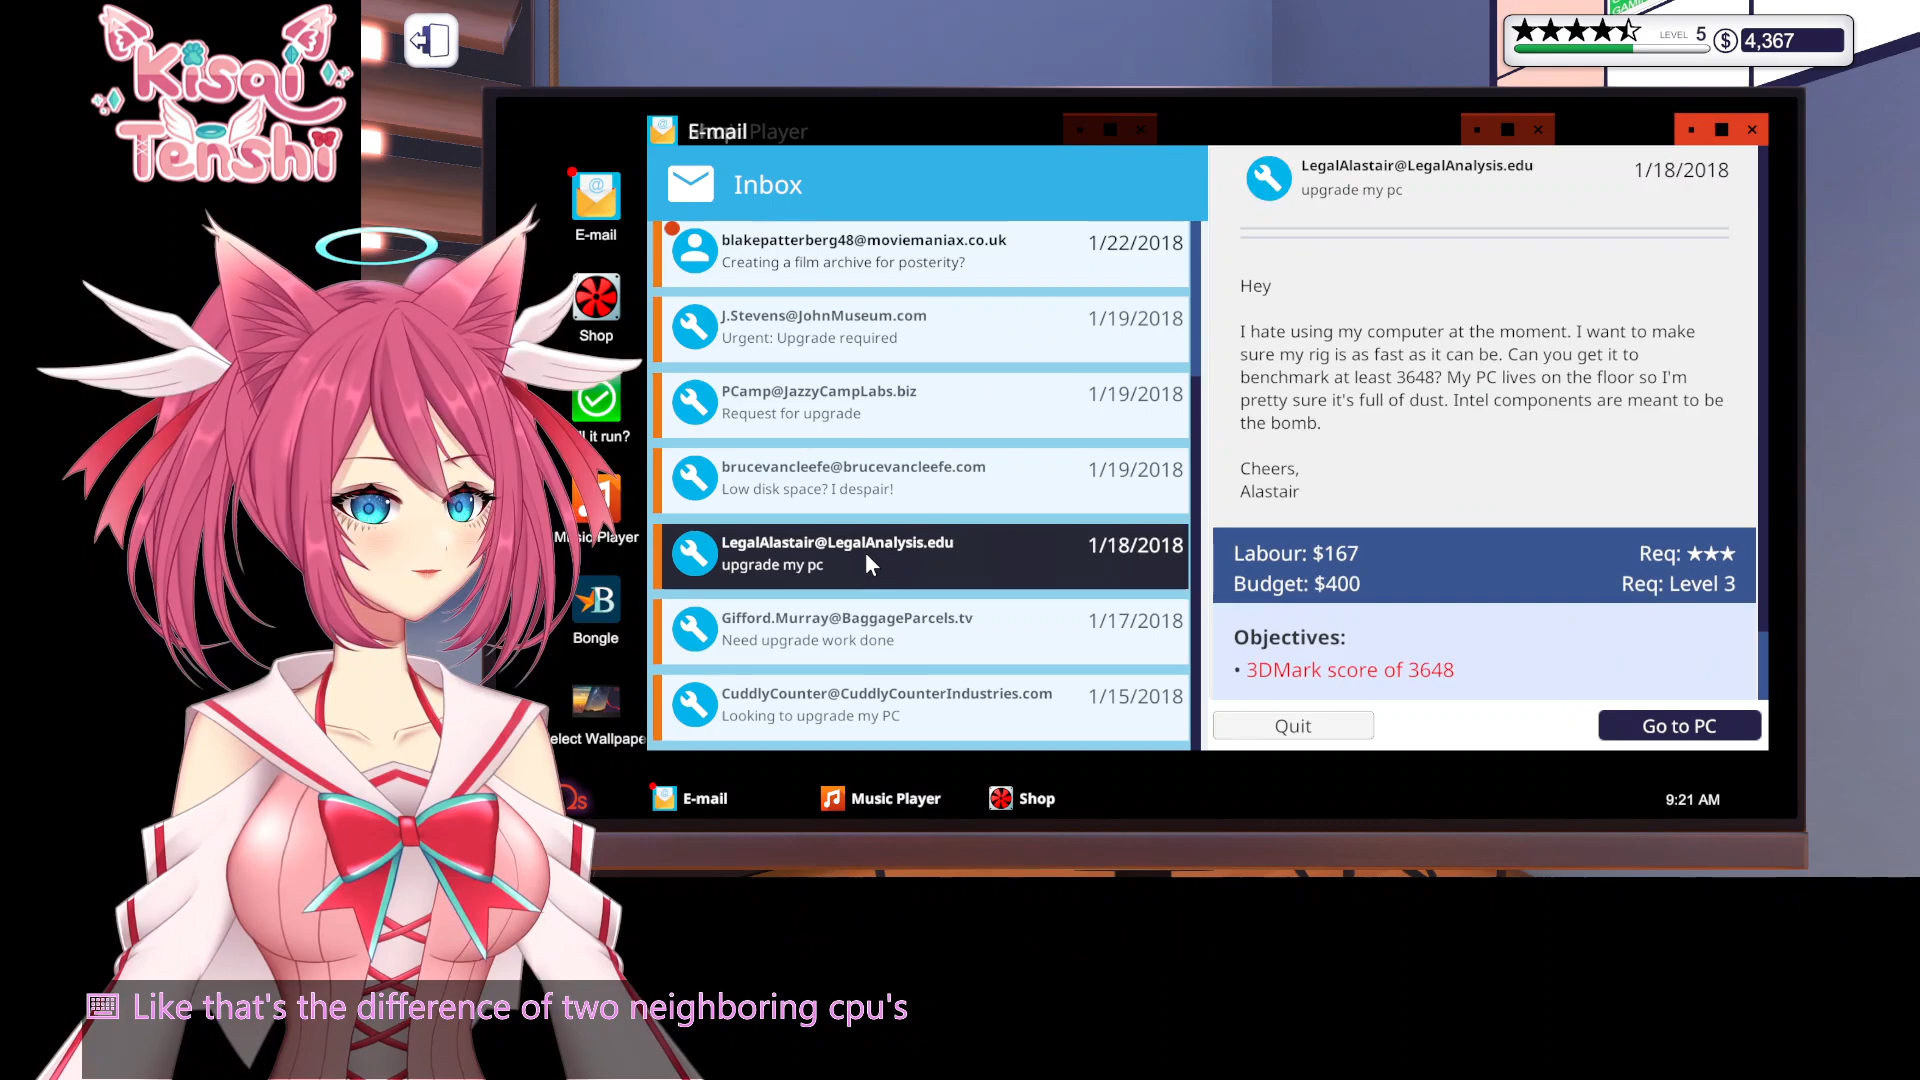 Kisai
Tenshi
LEVEL 5
$ 4,367
E-mail
Player
Inbox
blakepatterberg48@moviemaniax.co.uk 1/22/2018
Creating a film archive for posterity?
J.Stevens@JohnMuseum.com 1/19/2018
Urgent: Upgrade required
PCamp@JazzyCampLabs.biz 1/19/2018
Request for upgrade
brucevancleefe@brucevancleefe.com 1/19/2018
Low disk space? I despair!
LegalAlastair@LegalAnalysis.edu 1/18/2018
upgrade my pc
Gifford.Murray@BaggageParcels.tv 1/17/2018
Need upgrade work done
CuddlyCounter@CuddlyCounterIndustries.com 1/15/2018
Looking to upgrade my PC
LegalAlastair@LegalAnalysis.edu 1/18/2018
upgrade my pc
Hey
I hate using my computer at the moment. I want to make
sure my rig is as fast as it can be. Can you get it to
benchmark at least 3648? My PC lives on the floor so I'm
pretty sure it's full of dust. Intel components are meant to be
the bomb.
Cheers,
Alastair
Labour: $167 Req: ★★★
Budget: $400 Req: Level 3
Objectives:
• 3DMark score of 3648
Quit Go to PC
E-mail
Shop
it run?
Music Player
B
Bongle
elect Wallpape
E-mail Music Player Shop 9:21 AM
Like that's the difference of two neighboring cpu's